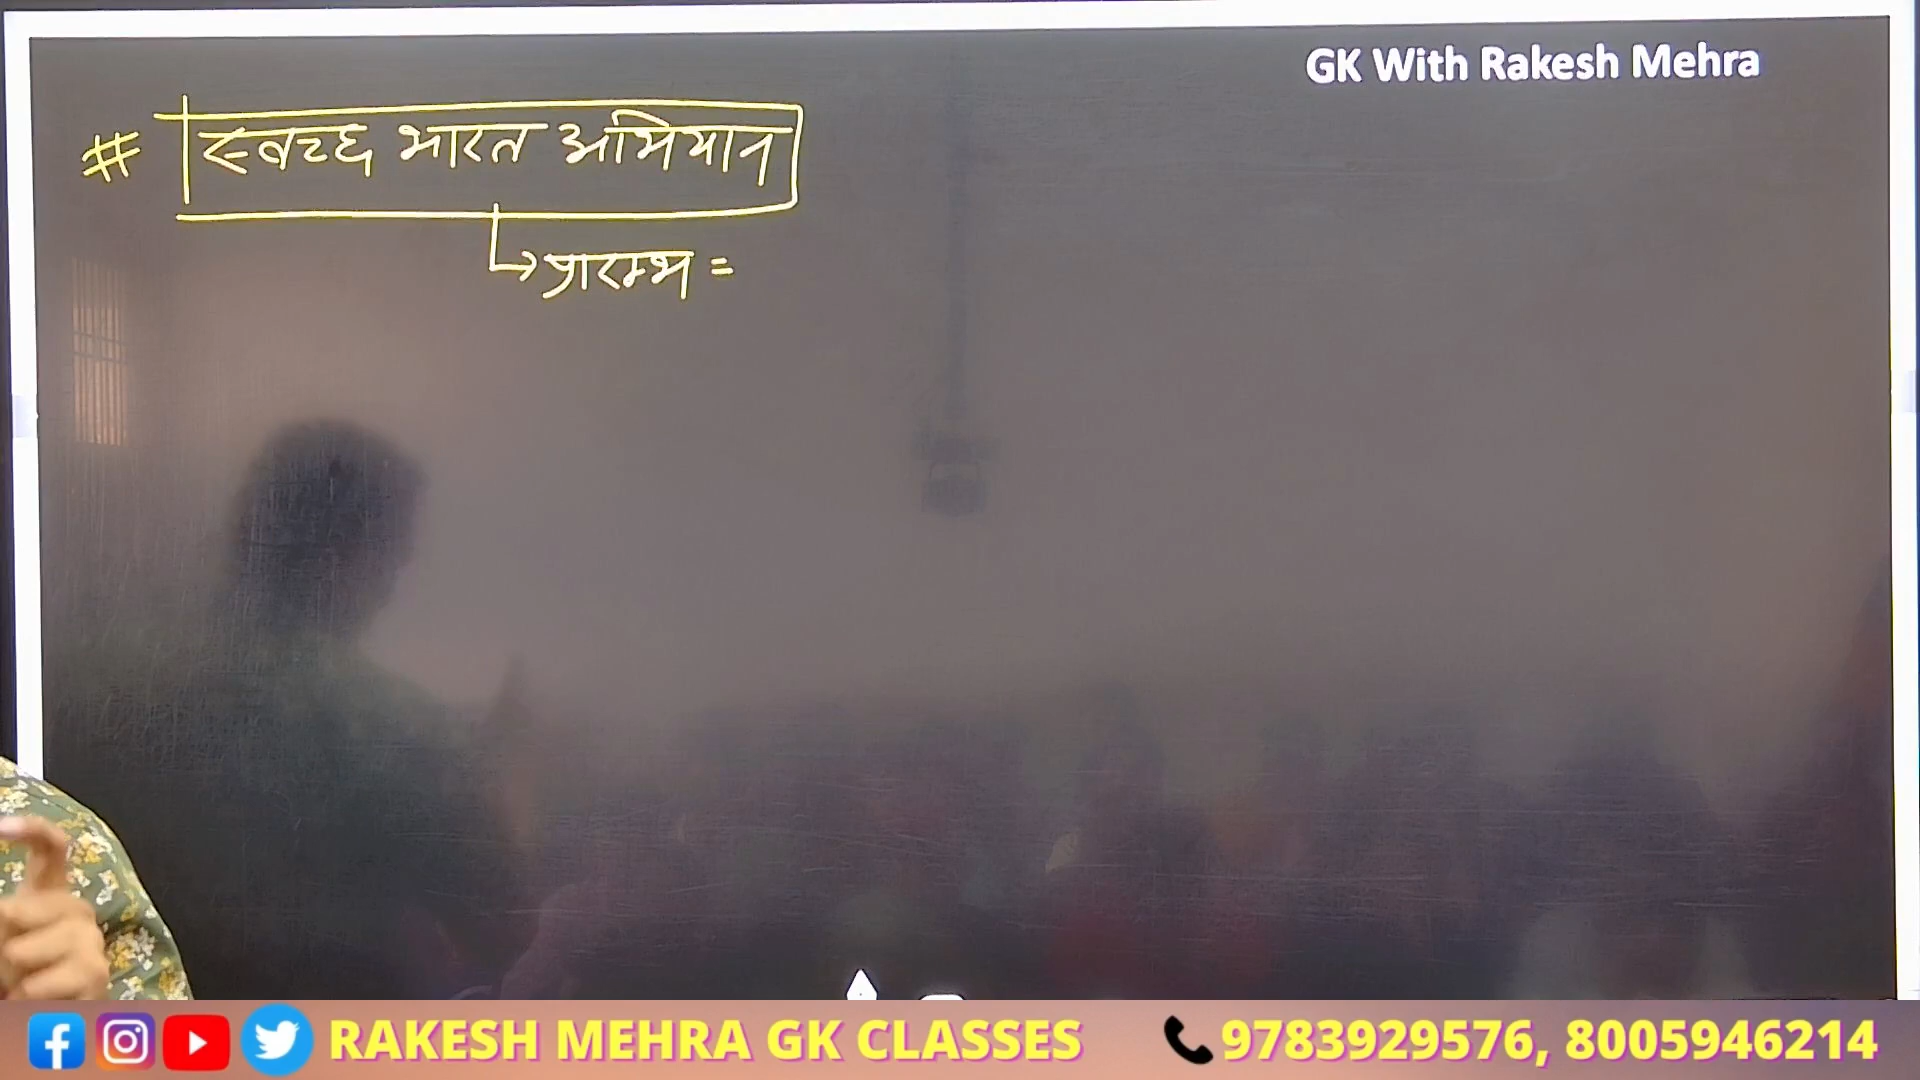 GK With Rakesh Mehra
# स्वच्छ भारत अभियान
→ प्रारम्भ =
RAKESH MEHRA GK CLASSES
9783929576, 8005946214